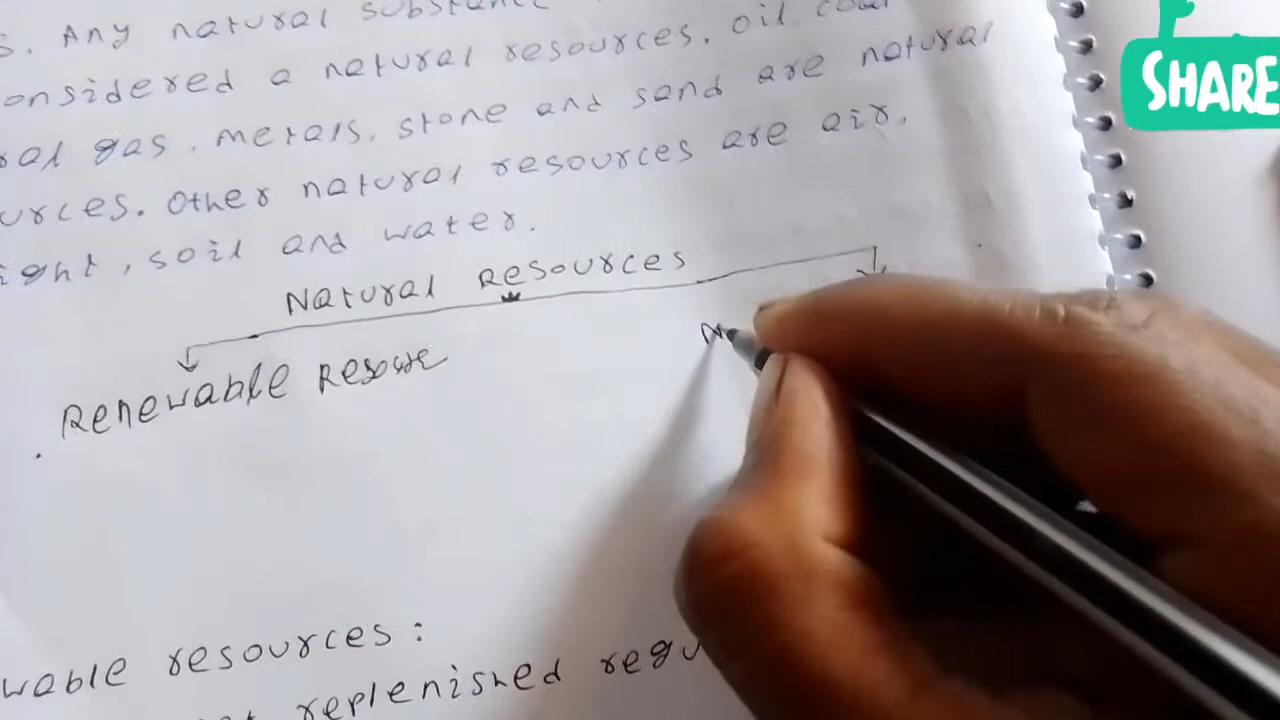 s. Any natural substance
onsidered a natural resources. oil coal
ral gas, metals, stone and sand are natural
urces. Other natural resources are air,
ight, soil and water.
Natural Resources
Renewable Resource
N
wable resources:
replenished regu
SHARE